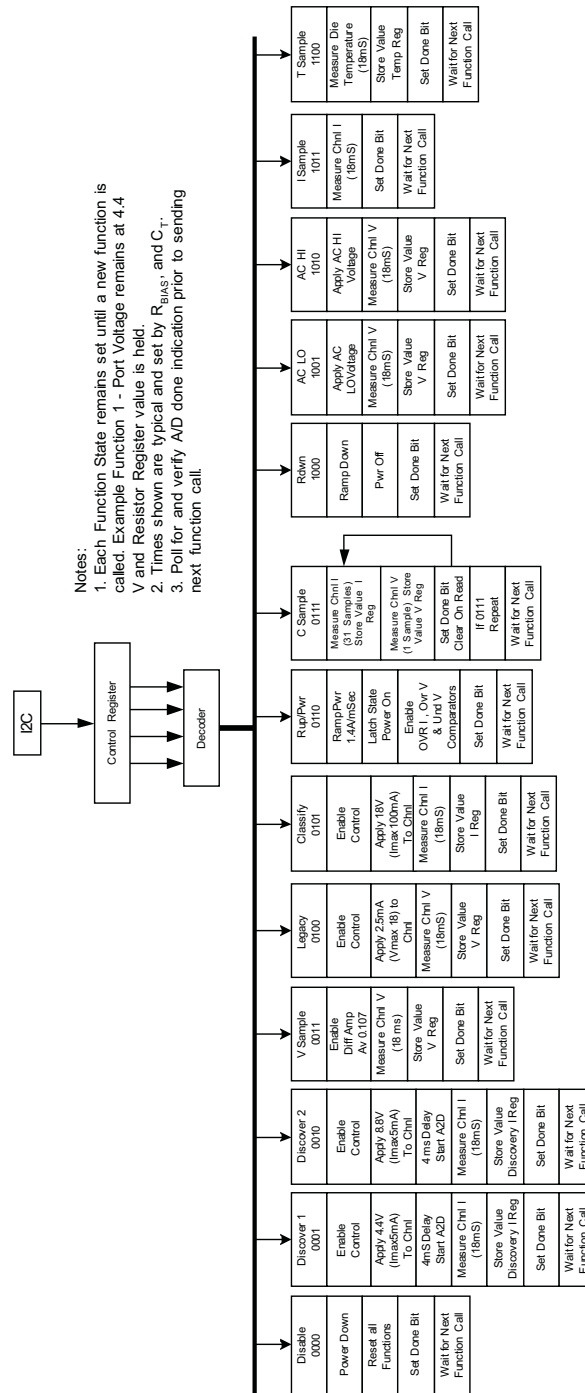 I2C
Control Register
Decoder
Notes:
1. Each Function State remains set until a new function is
called. Example Function 1 - Port Voltage remains at 4.4
V and Resistor Register value is held.
2. Times shown are typical and set by RBIAS, and CT.
3. Poll for and verify A/D done indication prior to sending
next function call.
Disable
0000
Power Down
Reset all
Functions
Set Done Bit
Wait for Next
Function Call
Discover 1
0001
Enable
Control
Apply 4.4V
(Imax5mA)
To Chnl
4mS Delay
Start A2D
Measure Chnl I
(18mS)
Store Value
Discovery I Reg
Set Done Bit
Wait for Next
Function Call
Discover 2
0010
Enable
Control
Apply 8.8V
(Imax5mA)
To Chnl
4 ms Delay
Start A2D
Measure Chnl I
(18mS)
Store Value
Discovery I Reg
Set Done Bit
Wait for Next
Function Call
V Sample
0011
Enable
Diff Amp
Av 0.107
Measure Chnl V
(18 ms)
Store Value
V Reg
Set Done Bit
Wait for Next
Function Call
Legacy
0100
Enable
Control
Apply 2.5mA
(Vmax 18) to
Chnl
Measure Chnl V
(18mS)
Store Value
V Reg
Set Done Bit
Wait for Next
Function Call
Classify
0101
Enable
Control
Apply 18V
(Imax100mA)
To Chnl
Measure Chnl I
(18mS)
Store Value
I Reg
Set Done Bit
Wait for Next
Function Call
Rup/Pwr
0110
Ramp Pwr
1.4A/mSec
Latch State
Power On
Enable
OVR I , Ovr V
& Und V
Comparators
Set Done Bit
Wait for Next
Function Call
C Sample
0111
Measure Chnl I
(31 Samples)
Store Value I
Reg
Measure Chnl V
(1 Sample) Store
Value V Reg
Set Done Bit
Clear On Read
If 0111
Repeat
Wait for Next
Function Call
Rdwn
1000
Ramp Down
Pwr Off
Set Done Bit
Wait for Next
Function Call
AC LO
1001
Apply AC
LO Voltage
Measure Chnl V
(18mS)
Store Value
V Reg
Set Done Bit
Wait for Next
Function Call
AC HI
1010
Apply AC HI
Voltage
Measure Chnl V
(18mS)
Store Value
V Reg
Set Done Bit
Wait for Next
Function Call
I Sample
1011
Measure Chnl I
(18mS)
Set Done Bit
Wait for Next
Function Call
T Sample
1100
Measure Die
Temperature
(18mS)
Store Value
Temp Reg
Set Done Bit
Wait for Next
Function Call